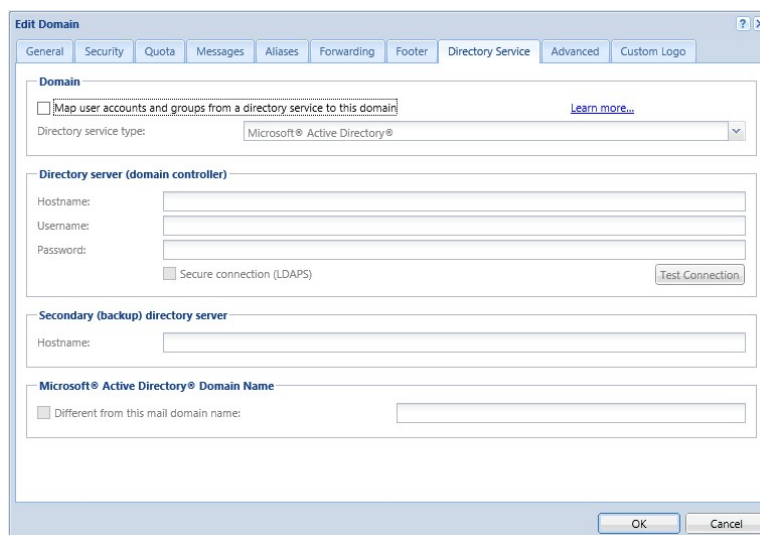 Edit Domain
?
General Security Quota Messages Aliases Forwarding Footer Directory Service Advanced Custom Logo
Domain
Map user accounts and groups from a directory service to this domain Learn more...
Directory service type: Microsoft® Active Directory®
Directory server (domain controller)
Hostname:
Username:
Password:
Secure connection (LDAPS) Test Connection
Secondary (backup) directory server
Hostname:
Microsoft® Active Directory® Domain Name
Different from this mail domain name:
OK Cancel